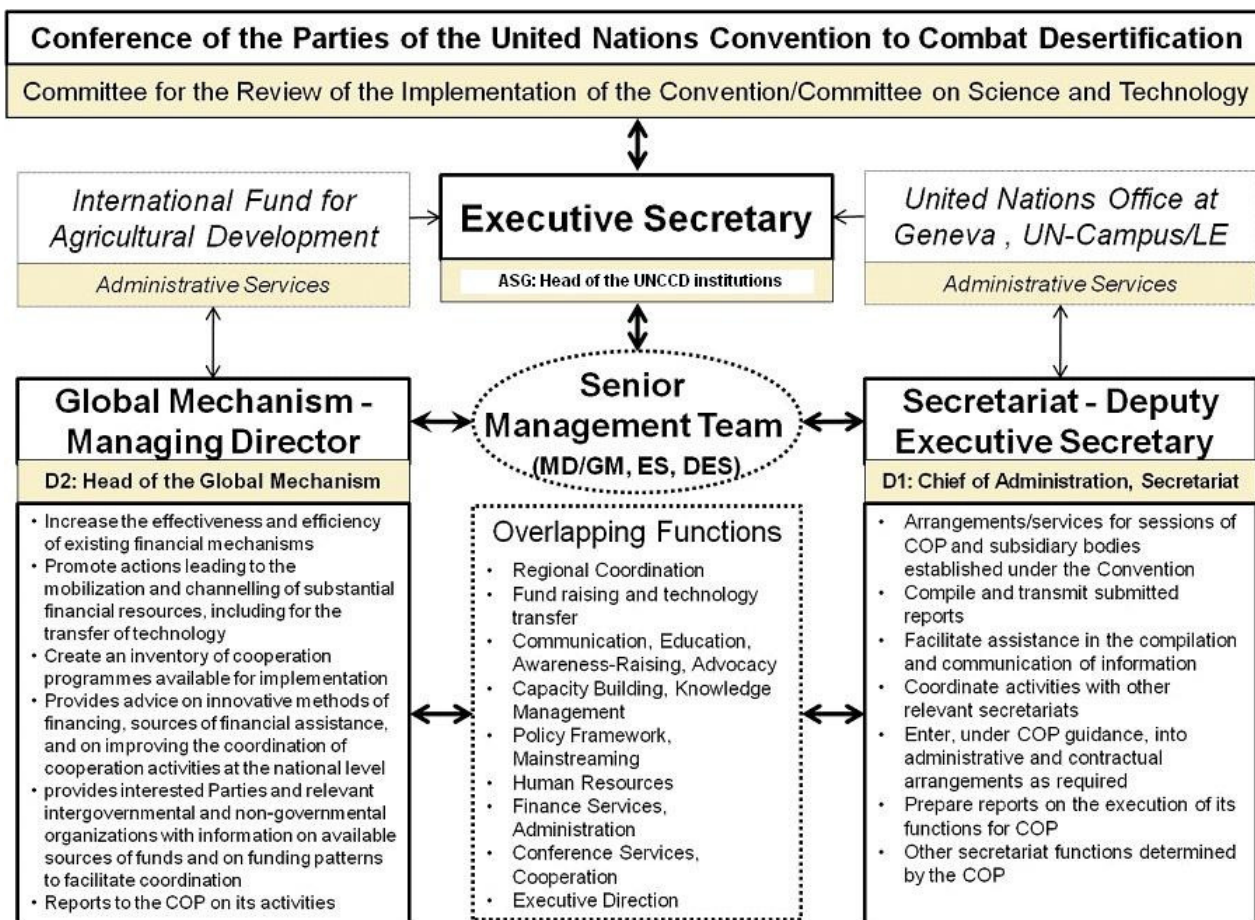 Conference of the Parties of the United Nations Convention to Combat Desertification
Committee for the Review of the Implementation of the Convention/Committee on Science and Technology
International Fund for
Agricultural Development
Administrative Services
Executive Secretary
ASG: Head of the UNCCD institutions
United Nations Office at
Geneva , UN-Campus/LE
Administrative Services
Global Mechanism -
Managing Director
D2: Head of the Global Mechanism
• Increase the effectiveness and efficiency
of existing financial mechanisms
• Promote actions leading to the
mobilization and channelling of substantial
financial resources, including for the
transfer of technology
• Create an inventory of cooperation
programmes available for implementation
• Provides advice on innovative methods of
financing, sources of financial assistance,
and on improving the coordination of
cooperation activities at the national level
• provides interested Parties and relevant
intergovernmental and non-governmental
organizations with information on available
sources of funds and on funding patterns
to facilitate coordination
• Reports to the COP on its activities
Senior
Management Team
(MD/GM, ES, DES)
Overlapping Functions
• Regional Coordination
• Fund raising and technology
transfer
• Communication, Education,
Awareness-Raising, Advocacy
• Capacity Building, Knowledge
Management
• Policy Framework,
Mainstreaming
• Human Resources
• Finance Services,
Administration
• Conference Services,
Cooperation
• Executive Direction
Secretariat - Deputy
Executive Secretary
D1: Chief of Administration, Secretariat
• Arrangements/services for sessions of
COP and subsidiary bodies
established under the Convention
• Compile and transmit submitted
reports
• Facilitate assistance in the compilation
and communication of information
• Coordinate activities with other
relevant secretariats
• Enter, under COP guidance, into
administrative and contractual
arrangements as required
• Prepare reports on the execution of its
functions for COP
• Other secretariat functions determined
by the COP